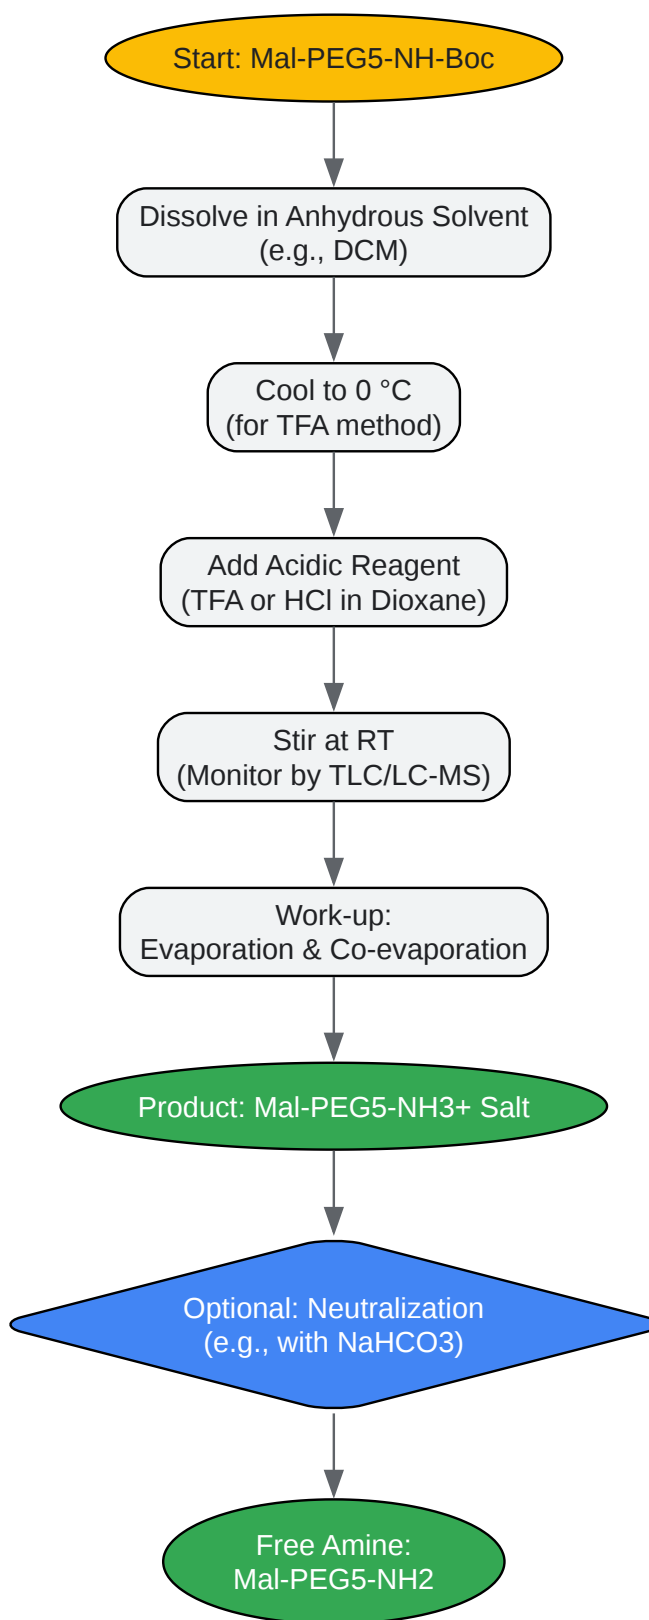 Start: Mal-PEG5-NH-Boc
Dissolve in Anhydrous Solvent
(e.g., DCM)
Cool to 0 °C
(for TFA method)
Add Acidic Reagent
(TFA or HCl in Dioxane)
Stir at RT
(Monitor by TLC/LC-MS)
Work-up:
Evaporation & Co-evaporation
Product: Mal-PEG5-NH3+ Salt
Optional: Neutralization
(e.g., with NaHCO3)
Free Amine:
Mal-PEG5-NH2